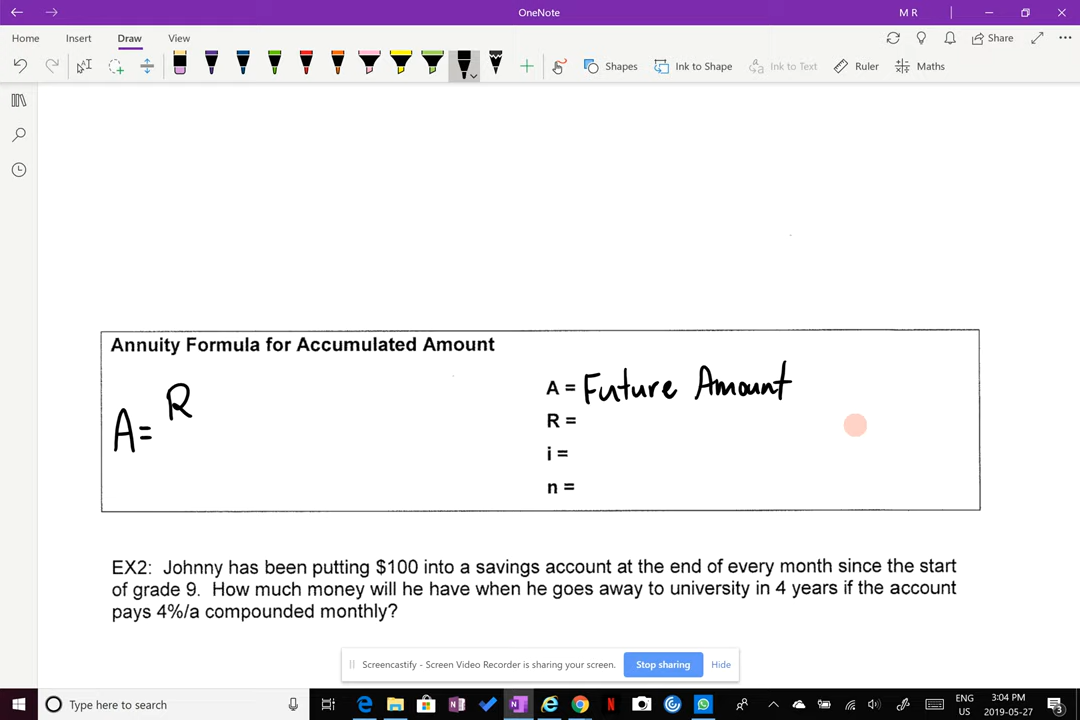 OneNote
M R
Home
Insert
Draw
View
Share
Shapes
Ink to Shape
Ink to Text
Ruler
Maths
Annuity Formula for Accumulated Amount
A = R
A = Future Amount
R =
i =
n =
EX2: Johnny has been putting $100 into a savings account at the end of every month since the start
of grade 9. How much money will he have when he goes away to university in 4 years if the account
pays 4%/a compounded monthly?
Screencastify - Screen Video Recorder is sharing your screen.
Stop sharing
Hide
Type here to search
ENG
US
3:04 PM
2019-05-27
3